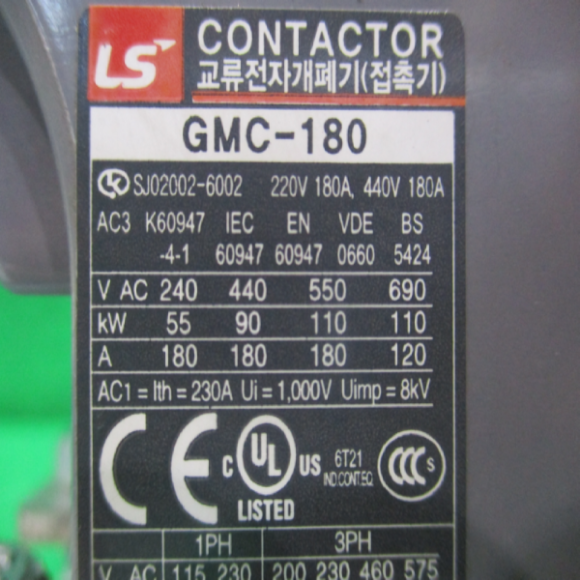 LS CONTACTOR
교류전자개폐기(접촉기)
GMC-180
SJ02002-6002 220V 180A, 440V 180A
AC3 K60947 IEC EN VDE BS
-4-1 60947 60947 0660 5424
V AC 240 440 550 690
kW 55 90 110 110
A 180 180 180 120
AC1 = Ith = 230A Ui = 1,000V Uimp = 8kV
CE C UL US 6T21 CCC S
IND.CONT.EQ
LISTED
1PH 3PH
V AC 115 230 200 230 460 575